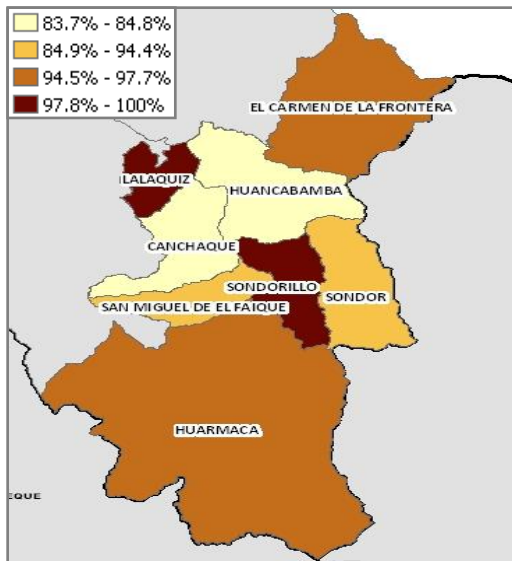 83.7% - 84.8%
84.9% - 94.4%
94.5% - 97.7%
97.8% - 100%
EL CARMEN DE LA FRONTERA
LALAQUIZ
HUANCABAMBA
CANCHAQUE
SONDORILLO
SONDOR
SAN MIGUEL DE EL FAIQUE
HUARMACA
EQUE